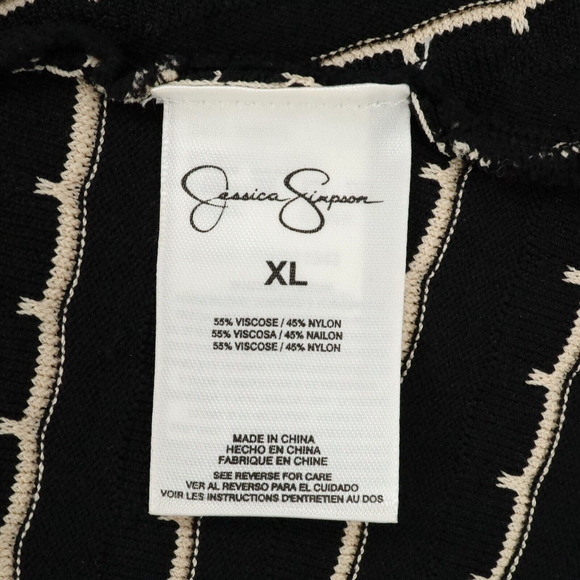 Jessica Simpson
XL
55% VISCOSE / 45% NYLON
55% VISCOSA / 45% NAILON
55% VISCOSE / 45% NYLON
MADE IN CHINA
HECHO EN CHINA
FABRIQUE EN CHINE
SEE REVERSE FOR CARE
VER AL REVERSO PARA EL CUIDADO
VOIR LES INSTRUCTIONS D'ENTRETIEN AU DOS